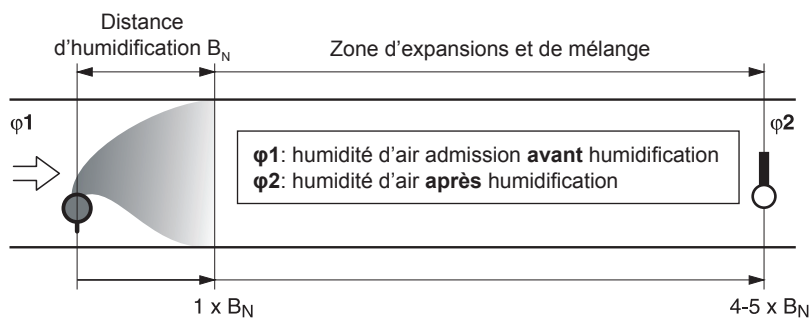 Distance
d'humidification B_N
Zone d'expansions et de mélange
φ1
φ2
φ1: humidité d'air admission avant humidification
φ2: humidité d'air après humidification
1 x B_N
4-5 x B_N